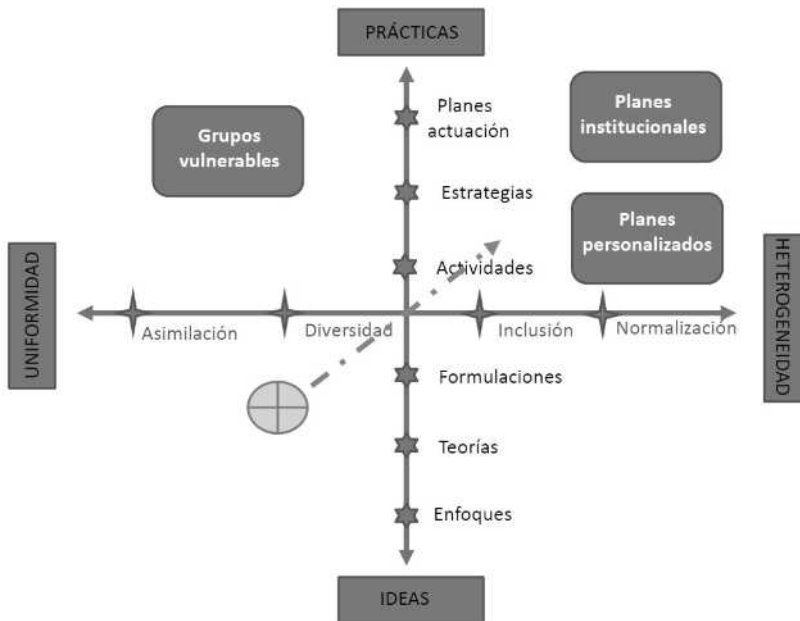 PRÁCTICAS
Planes
actuación
Planes
institucionales
Grupos
vulnerables
Estrategias
Planes
personalizados
Actividades
UNIFORMIDAD
HETEROGENEIDAD
Asimilación
Diversidad
Inclusión
Normalización
Formulaciones
Teorías
Enfoques
IDEAS